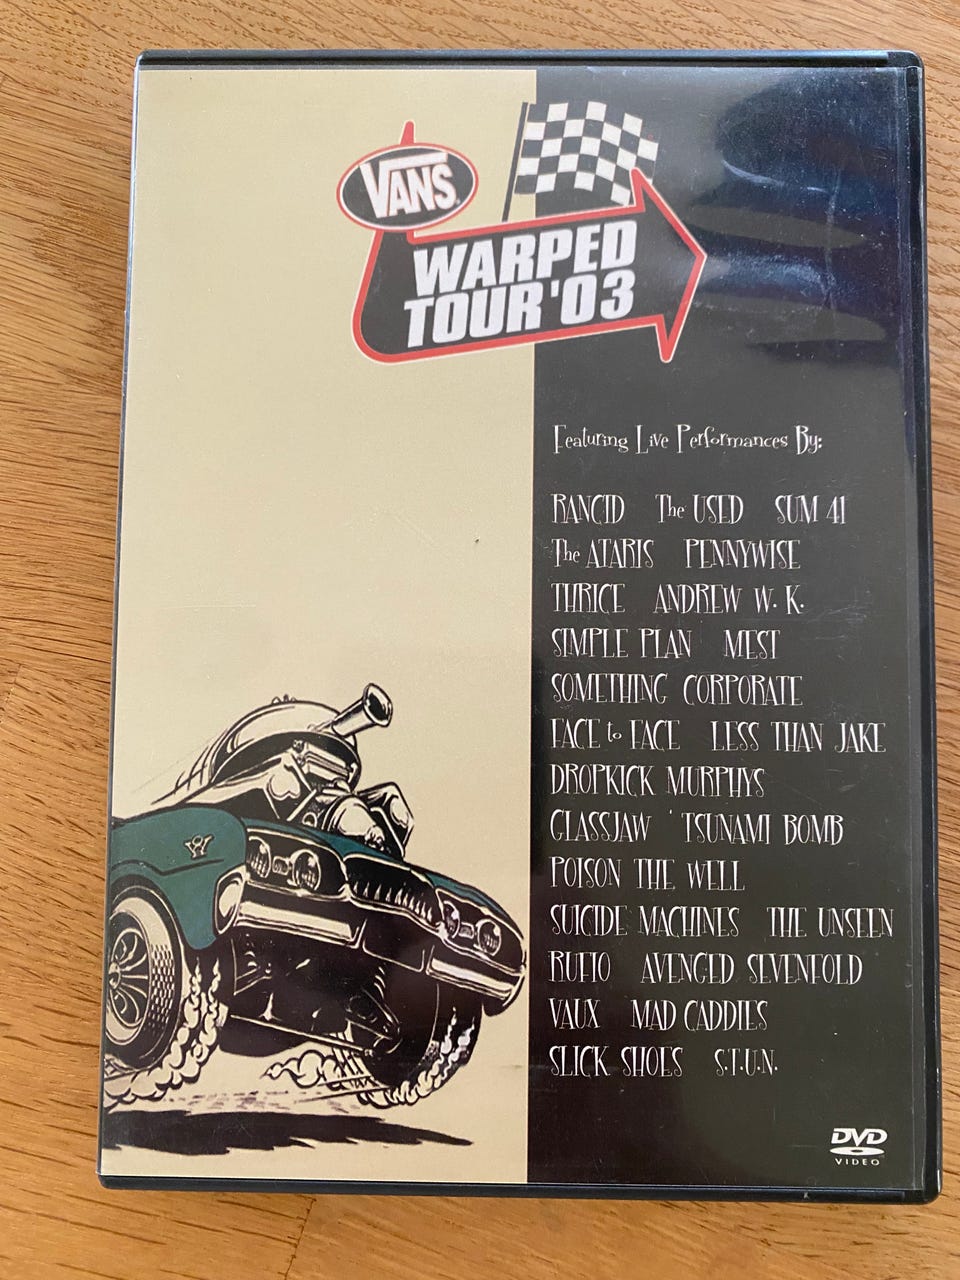 VANS
WARPED
TOUR '03
Featuring Live Performances By:
RANCID The USED SUM 41
The ATARIS PENNYWISE
THRICE ANDREW W. K.
SIMPLE PLAN MEST
SOMETHING CORPORATE
FACE to FACE LESS THAN JAKE
DROPKICK MURPHYS
GLASSJAW ' TSUNAMI BOMB
POISON THE WELL
SUICIDE MACHINES THE UNSEEN
RUFIO AVENGED SEVENFOLD
VAUX MAD CADDIES
SLICK SHOES S.T.U.N.
DVD
VIDEO